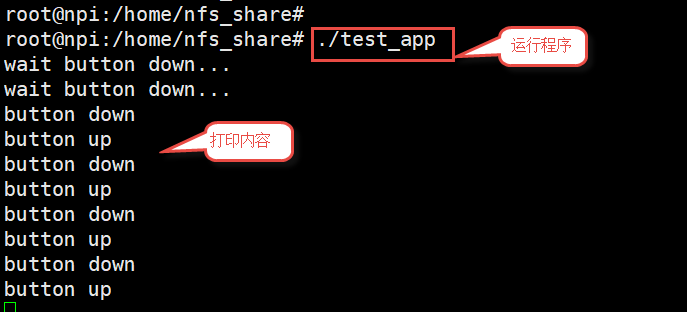 root@npi:/home/nfs_share#
root@npi:/home/nfs_share# ./test_app
运行程序
wait button down...
wait button down...
button down
button up
打印内容
button down
button up
button down
button up
button down
button up